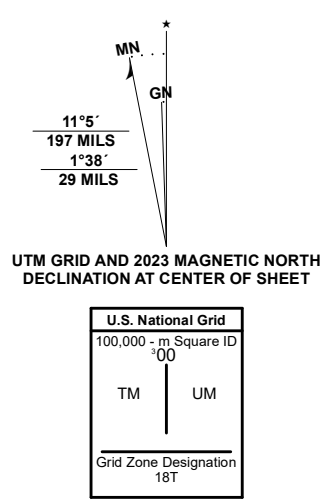 ★
MN
GN
11°5´
197 MILS
1°38´
29 MILS
UTM GRID AND 2023 MAGNETIC NORTH
DECLINATION AT CENTER OF SHEET
U.S. National Grid
100,000 - m Square ID
³00
TM UM
Grid Zone Designation
18T